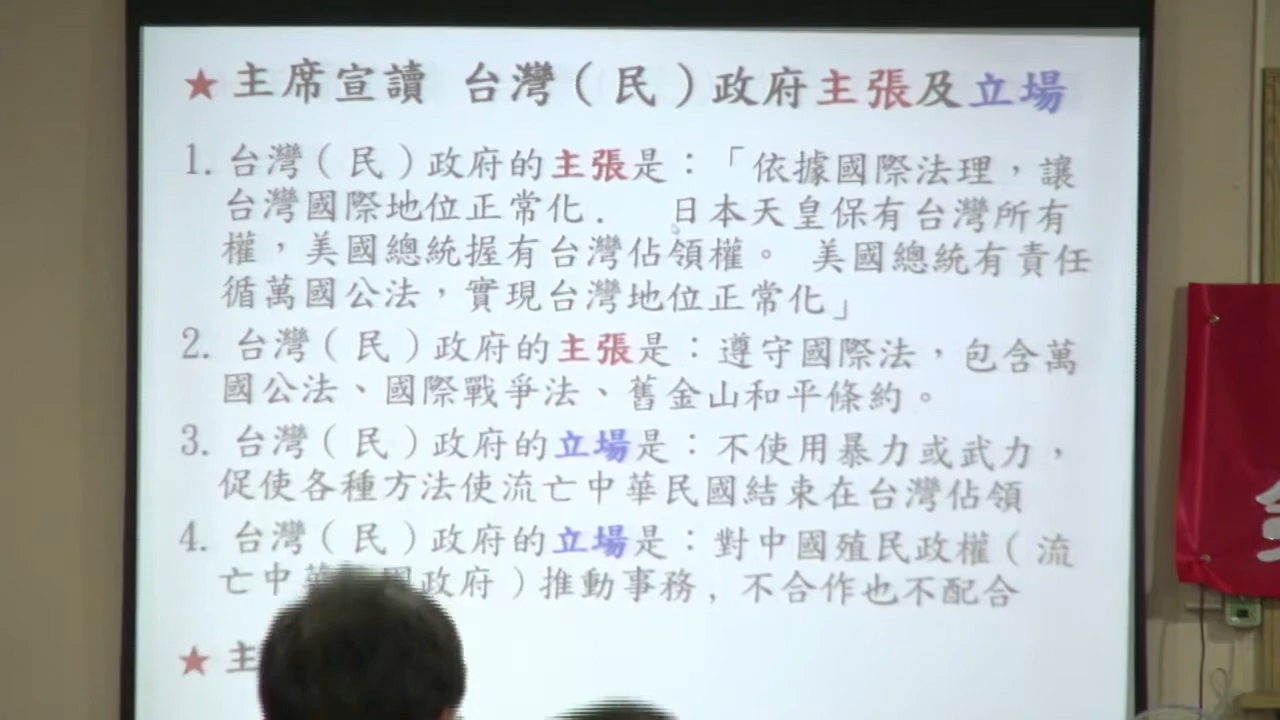 ★主席宣讀 台灣（民）政府主張及立場
1. 台灣（民）政府的主張是：「依據國際法理，讓
台灣國際地位正常化. 日本天皇保有台灣所有
權，美國總統握有台灣佔領權。 美國總統有責任
循萬國公法，實現台灣地位正常化」
2. 台灣（民）政府的主張是：遵守國際法，包含萬
國公法、國際戰爭法、舊金山和平條約。
3. 台灣（民）政府的立場是：不使用暴力或武力，
促使各種方法使流亡中華民國結束在台灣佔領
4. 台灣（民）政府的立場是：對中國殖民政權（流
亡中華 國政府）推動事務, 不合作也不配合
★主